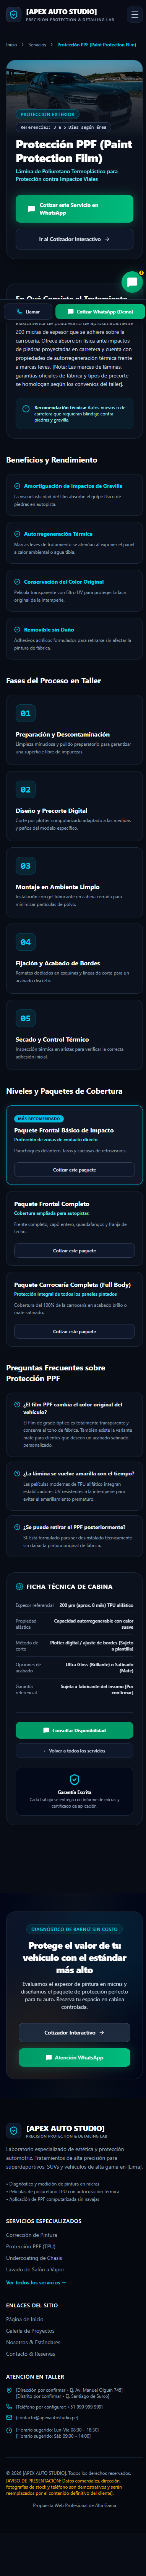 [APEX AUTO STUDIO]
PRECISION PROTECTION & DETAILING LAB
Inicio > Servicios > Protección PPF (Paint Protection Film)
PROTECCIÓN EXTERIOR
Referencial: 3 a 5 Días según área
Protección PPF (Paint
Protection Film)
Lámina de Poliuretano Termoplástico para
Protección contra Impactos Viales
Cotizar este Servicio en
WhatsApp
Ir al Cotizador Interactivo →
En Qué Consiste el Tratamiento
Llamar
Cotizar WhatsApp (Demo)
200 micras de espesor que se adhiere sobre la
carrocería. Ofrece absorción física ante impactos
de piedras proyectadas en carretera y cuenta con
propiedades de autorregeneración térmica frente
a marcas leves. [Nota: Las marcas de láminas,
garantías oficiales de fábrica y tipos de espesores
se homologan según los convenios del taller].
Recomendación técnica: Autos nuevos o de
carretera que requieran blindaje contra
piedras y gravilla.
Beneficios y Rendimiento
Amortiguación de Impactos de Gravilla
La microelasticidad del film absorbe el golpe físico de
piedras en autopista.
Autorregeneración Térmica
Marcas leves de frotamiento se atenúan al exponer el panel
a calor ambiental o agua tibia.
Conservación del Color Original
Película transparente con filtro UV para proteger la laca
original de la intemperie.
Removible sin Daño
Adhesivos acrílicos formulados para retirarse sin afectar la
pintura de fábrica.
Fases del Proceso en Taller
01
Preparación y Descontaminación
Limpieza minuciosa y pulido preparatorio para garantizar
una superficie libre de impurezas.
02
Diseño y Precorte Digital
Corte por plotter computarizado adaptado a las medidas
y paños del modelo específico.
03
Montaje en Ambiente Limpio
Instalación con gel lubricante en cabina cerrada para
minimizar partículas de polvo.
04
Fijación y Acabado de Bordes
Remates doblados en esquinas y líneas de corte para un
acabado discreto.
05
Secado y Control Térmico
Inspección térmica en aristas para verificar la correcta
adhesión inicial.
Niveles y Paquetes de Cobertura
MÁS RECOMENDADO
Paquete Frontal Básico de Impacto
Protección de zonas de contacto directo
Parachoques delantero, faros y carcasas de retrovisores.
Cotizar este paquete
Paquete Frontal Completo
Cobertura ampliada para autopistas
Frente completo, capó entero, guardafangos y franja de
techo.
Cotizar este paquete
Paquete Carrocería Completa (Full Body)
Protección integral de todos los paneles pintados
Cobertura del 100% de la carrocería en acabado brillo o
mate satinado.
Cotizar este paquete
Preguntas Frecuentes sobre
Protección PPF
¿El film PPF cambia el color original del
vehículo?
El film de grado óptico es totalmente transparente y
conserva el tono de fábrica. También existe la variante
mate para clientes que deseen un acabado satinado
personalizado.
¿La lámina se vuelve amarilla con el tiempo?
Las películas modernas de TPU alifático integran
estabilizadores UV resistentes a la intemperie para
evitar el amarillamiento prematuro.
¿Se puede retirar el PPF posteriormente?
Sí. Está formulado para ser desinstalado técnicamente
sin dañar la pintura original de fábrica.
FICHA TÉCNICA DE CABINA
Espesor referencial 200 µm (aprox. 8 mils) TPU alifático
Propiedad elástica Capacidad autorregenerable con calor suave
Método de corte Plotter digital / ajuste de bordes [Sujeto a plantilla]
Opciones de acabado Ultra Gloss (Brillante) o Satinado (Mate)
Garantía referencial Sujeta a fabricante del insumo [Por confirmar]
Consultar Disponibilidad
← Volver a todos los servicios
Garantía Escrita
Cada trabajo se entrega con informe de micras y
certificado de aplicación.
DIAGNÓSTICO DE BARNIZ SIN COSTO
Protege el valor de tu
vehículo con el estándar
más alto
Evaluamos el espesor de pintura en micras y
diseñamos el paquete de protección perfecto
para tu conducción. Reserva tu espacio en cabina
controlada.
Cotizador Interactivo →
Atención WhatsApp
[APEX AUTO STUDIO]
PRECISION PROTECTION & DETAILING LAB
Laboratorio especializado de estética y protección
automotriz. Tratamientos de alta precisión para
superdeportivos, SUVs y vehículos de alta gama en [Lima].
• Diagnóstico y medición de pintura en micras
• Películas de poliuretano TPU con autorregeneración térmica
• Aplicación de PPF computarizada sin navajas
SERVICIOS ESPECIALIZADOS
Corrección de Pintura
Protección PPF (TPU)
Undercoating de Chasis
Lavado de Salón a Vapor
Ver todos los servicios →
ENLACES DEL SITIO
Página de Inicio
Galería de Proyectos
Nosotros & Estándares
Contacto & Reservas
ATENCIÓN EN TALLER
[Dirección por confirmar - Ej. Av. Manuel Olguín 745]
[Distrito por confirmar - Ej. Santiago de Surco]
[Teléfono por configurar: +51 999 999 999]
[contacto@apexautostudio.pe]
[Horario sugerido: Lun-Vie 08:30 – 18:30]
[Horario sugerido: Sáb 09:00 – 14:00]
© 2026 [APEX AUTO STUDIO]. Todos los derechos reservados.
[AVISO DE PRESENTACIÓN: Datos comerciales, dirección,
fotografías de stock y teléfono son demostrativos y serán
reemplazados por el contenido definitivo del cliente].
Propuesta Web Profesional de Alta Gama